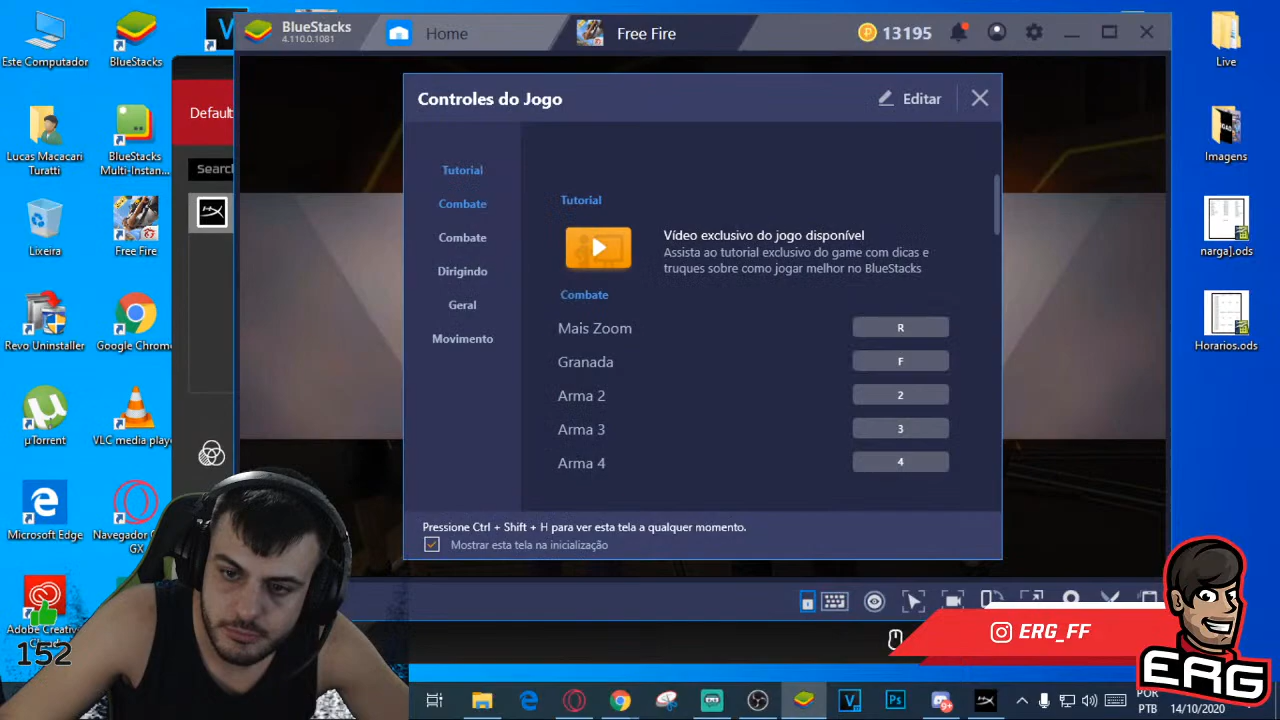 Este Computador
BlueStacks
BlueStacks
4.110.0.1081
Home
Free Fire
13195
Live
Default
Controles do Jogo
Editar
Lucas Macacari
Turatti
BlueStacks
Multi-Instan...
Search
Imagens
Tutorial
Combate
Combate
Dirigindo
Geral
Movimento
Tutorial
Vídeo exclusivo do jogo disponível
Assista ao tutorial exclusivo do game com dicas e
truques sobre como jogar melhor no BlueStacks
Combate
Mais Zoom
R
Granada
F
Arma 2
2
Arma 3
3
Arma 4
4
Lixeira
Free Fire
narga].ods
Revo Uninstaller
Google Chrom
Horarios.ods
µTorrent
VLC media playe
Pressione Ctrl + Shift + H para ver esta tela a qualquer momento.
Mostrar esta tela na inicialização
Microsoft Edge
Navegador
GX
Adobe Creativ
152
ERG_FF
ERG
POR
PTB
14/10/2020